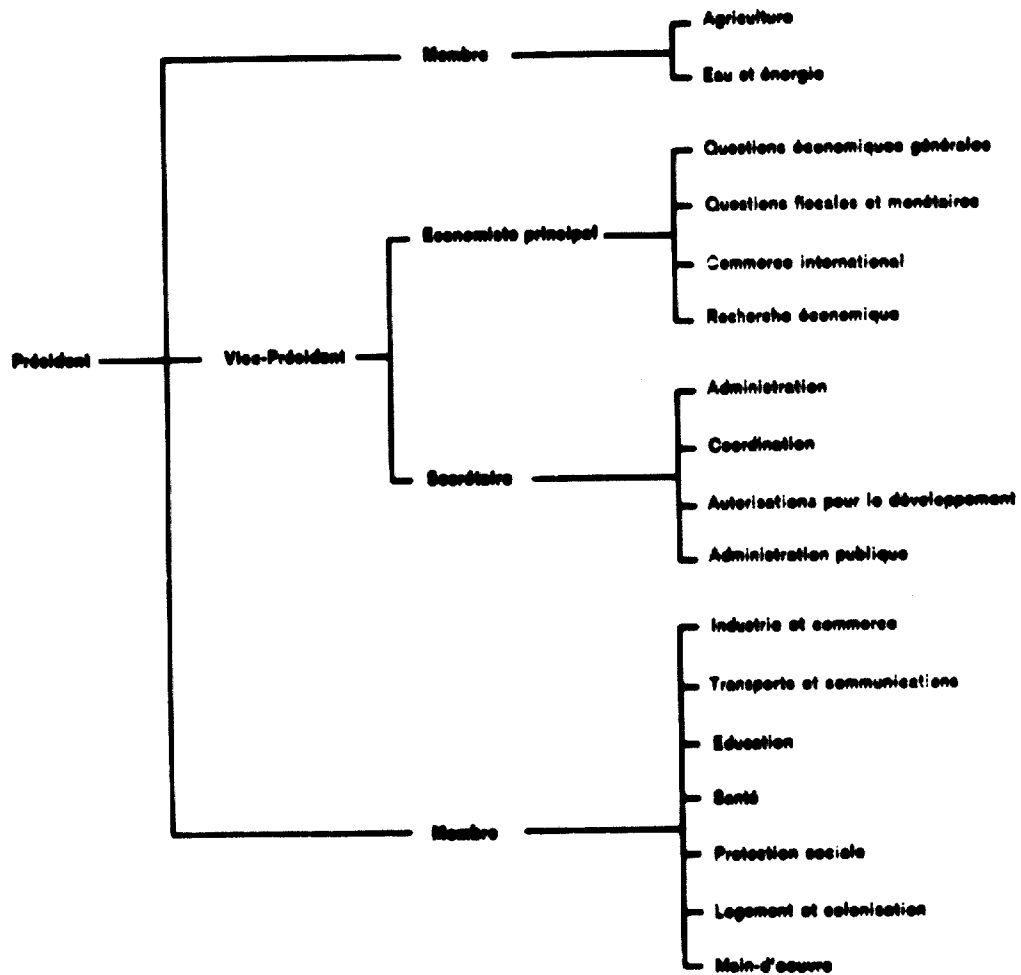 Agriculture
Membre
Eau et énergie
Questions économiques générales
Questions fiscales et monétaires
Economiste principal
Commerce international
Recherche économique
Président
Vice-Président
Administration
Coordination
Secrétaire
Autorisations pour le développement
Administration publique
Industrie et commerce
Transports et communications
Education
Santé
Membre
Protection sociale
Logement et colonisation
Main-d'oeuvre